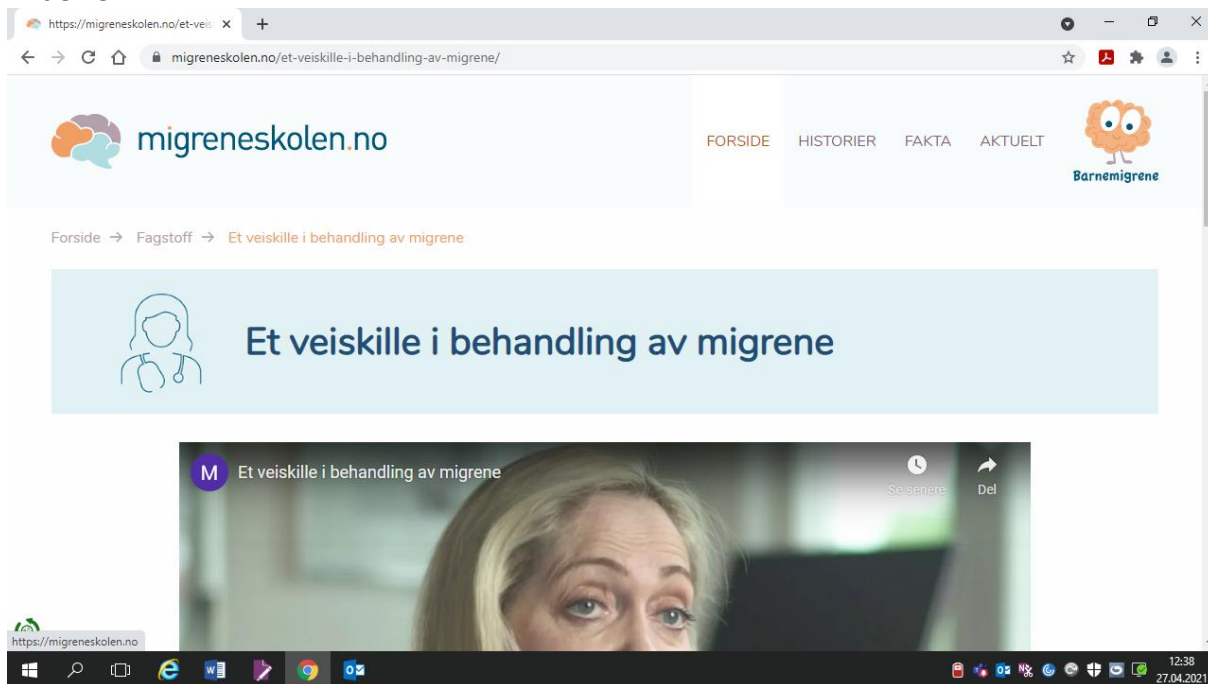 https://migreneskolen.no/et-veis
migreneskolen.no/et-veiskille-i-behandling-av-migrene/
migreneskolen.no
FORSIDE HISTORIER FAKTA AKTUELT
Barnemigrene
Forside → Fagstoff → Et veiskille i behandling av migrene
Et veiskille i behandling av migrene
M Et veiskille i behandling av migrene
Se senere Del
https://migreneskolen.no
12:38
27.04.2021